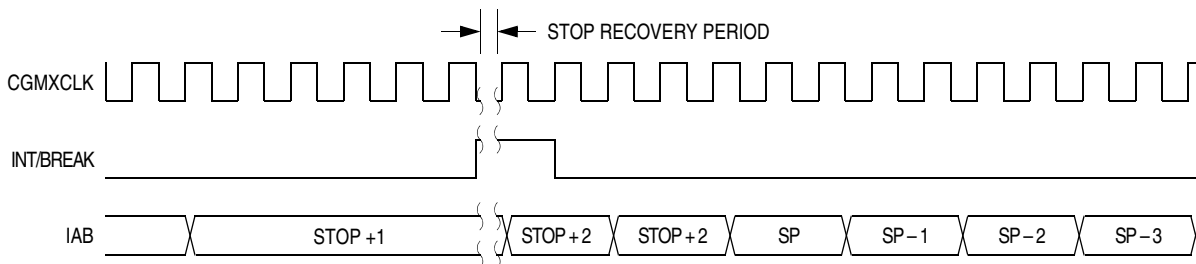 STOP RECOVERY PERIOD
CGMXCLK
INT/BREAK
IAB
STOP +1
STOP + 2
STOP + 2
SP
SP – 1
SP – 2
SP – 3